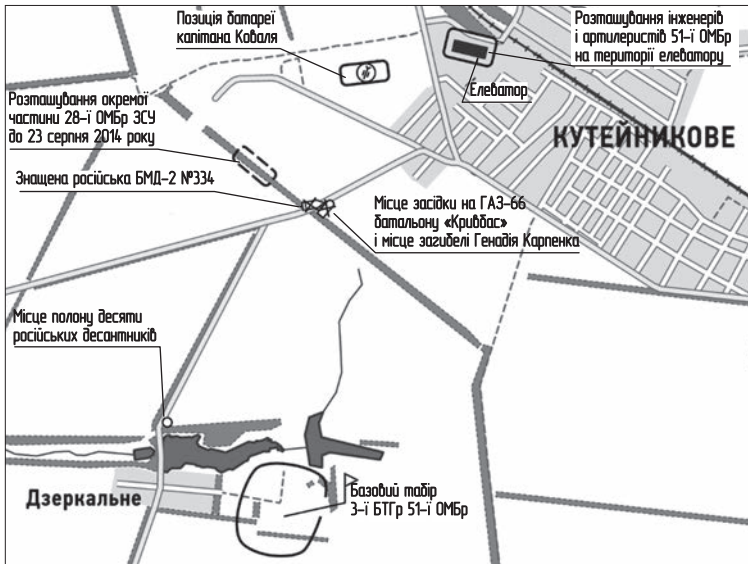 Позиція батареї
капітана Коваля
Розташування інженерів
і артилеристів 51-ї ОМБр
на території елеватору
Елеватор
КУТЕЙНИКОВЕ
Розташування окремої
частини 28-ї ОМБр ЗСУ
до 23 серпня 2014 року
Знащена російська БМД-2 №334
Місце засідки на ГАЗ-66
батальону «Кривбас»
і місце загибелі Генадія Карпенка
Місце полону десяти
російських десантників
Дзеркальне
Базовий табір
3-ї БТГр 51-ї ОМБр